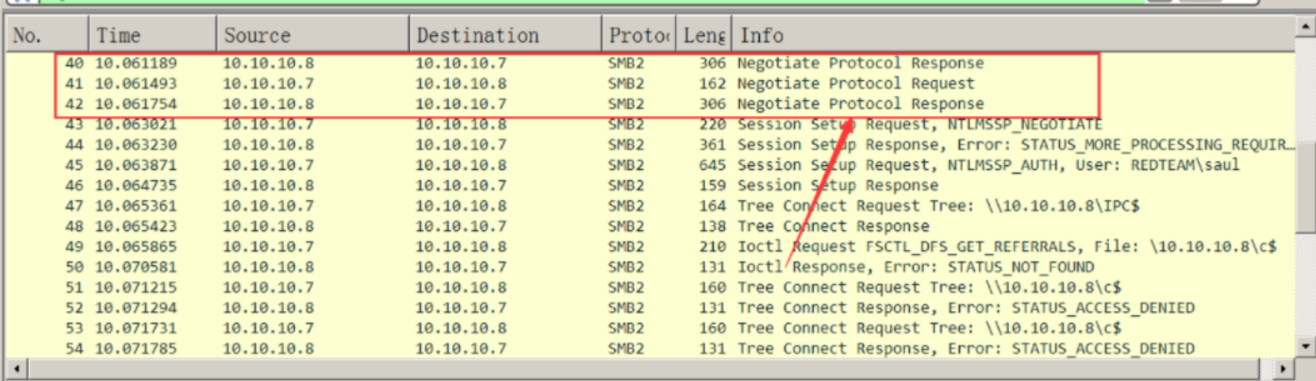 No. Time Source Destination Proto Leng Info
40 10.061189 10.10.10.8 10.10.10.7 SMB2 306 Negotiate Protocol Response
41 10.061493 10.10.10.7 10.10.10.8 SMB2 162 Negotiate Protocol Request
42 10.061754 10.10.10.8 10.10.10.7 SMB2 306 Negotiate Protocol Response
43 10.063021 10.10.10.7 10.10.10.8 SMB2 220 Session Setup Request, NTLMSSP_NEGOTIATE
44 10.063230 10.10.10.8 10.10.10.7 SMB2 361 Session Setup Response, Error: STATUS_MORE_PROCESSING_REQUIR…
45 10.063871 10.10.10.7 10.10.10.8 SMB2 645 Session Setup Request, NTLMSSP_AUTH, User: REDTEAM\saul
46 10.064735 10.10.10.8 10.10.10.7 SMB2 159 Session Setup Response
47 10.065361 10.10.10.7 10.10.10.8 SMB2 164 Tree Connect Request Tree: \\10.10.10.8\IPC$
48 10.065423 10.10.10.8 10.10.10.7 SMB2 138 Tree Connect Response
49 10.065865 10.10.10.7 10.10.10.8 SMB2 210 Ioctl Request FSCTL_DFS_GET_REFERRALS, File: \10.10.10.8\c$
50 10.070581 10.10.10.8 10.10.10.7 SMB2 131 Ioctl Response, Error: STATUS_NOT_FOUND
51 10.071215 10.10.10.7 10.10.10.8 SMB2 160 Tree Connect Request Tree: \\10.10.10.8\c$
52 10.071294 10.10.10.8 10.10.10.7 SMB2 131 Tree Connect Response, Error: STATUS_ACCESS_DENIED
53 10.071731 10.10.10.7 10.10.10.8 SMB2 160 Tree Connect Request Tree: \\10.10.10.8\c$
54 10.071785 10.10.10.8 10.10.10.7 SMB2 131 Tree Connect Response, Error: STATUS_ACCESS_DENIED